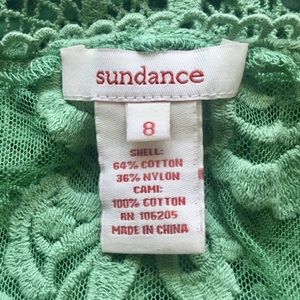 sundance
8
SHELL:
64% COTTON
36% NYLON
CAMI:
100% COTTON
RN 106205
MADE IN CHINA